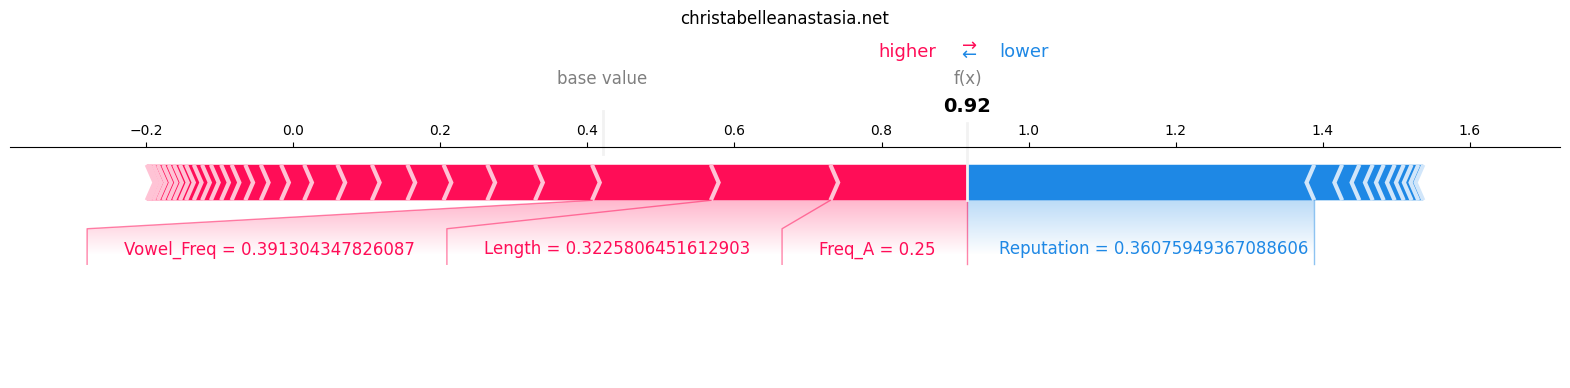 christabelleanastasia.net
higher → ← lower
base value f(x)
0.92
−0.2 0.0 0.2 0.4 0.6 0.8 1.0 1.2 1.4 1.6
Vowel_Freq = 0.391304347826087 Length = 0.3225806451612903 Freq_A = 0.25 Reputation = 0.36075949367088606